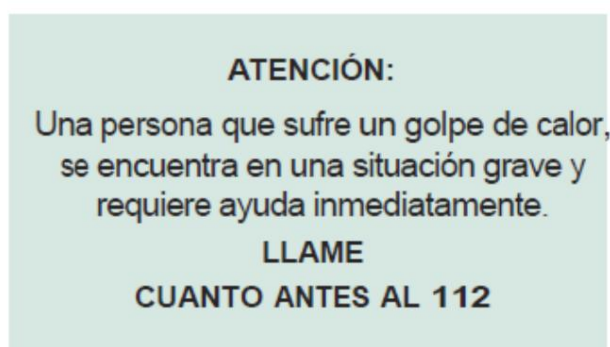 ATENCIÓN:
Una persona que sufre un golpe de calor,
se encuentra en una situación grave y
requiere ayuda inmediatamente.
LLAME
CUANTO ANTES AL 112